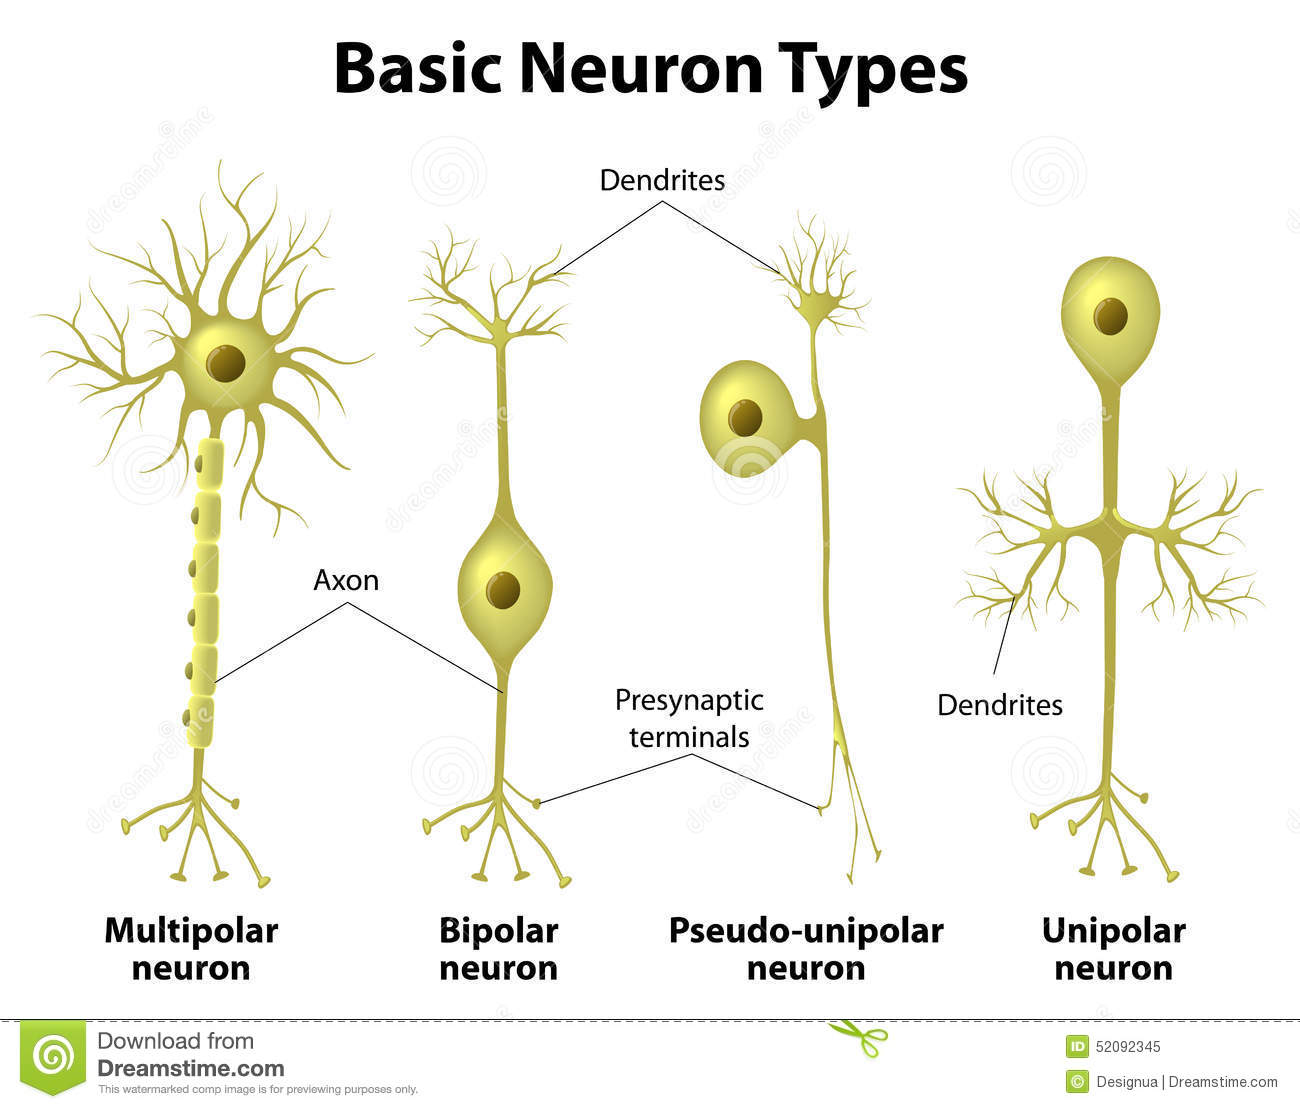 Basic Neuron Types
Dendrites
Axon
Presynaptic
terminals
Dendrites
Multipolar
neuron
Bipolar
neuron
Pseudo-unipolar
neuron
Unipolar
neuron
Download from
Dreamstime.com
This watermarked comp image is for previewing purposes only.
ID 52092345
© Designua | Dreamstime.com
dreamstime